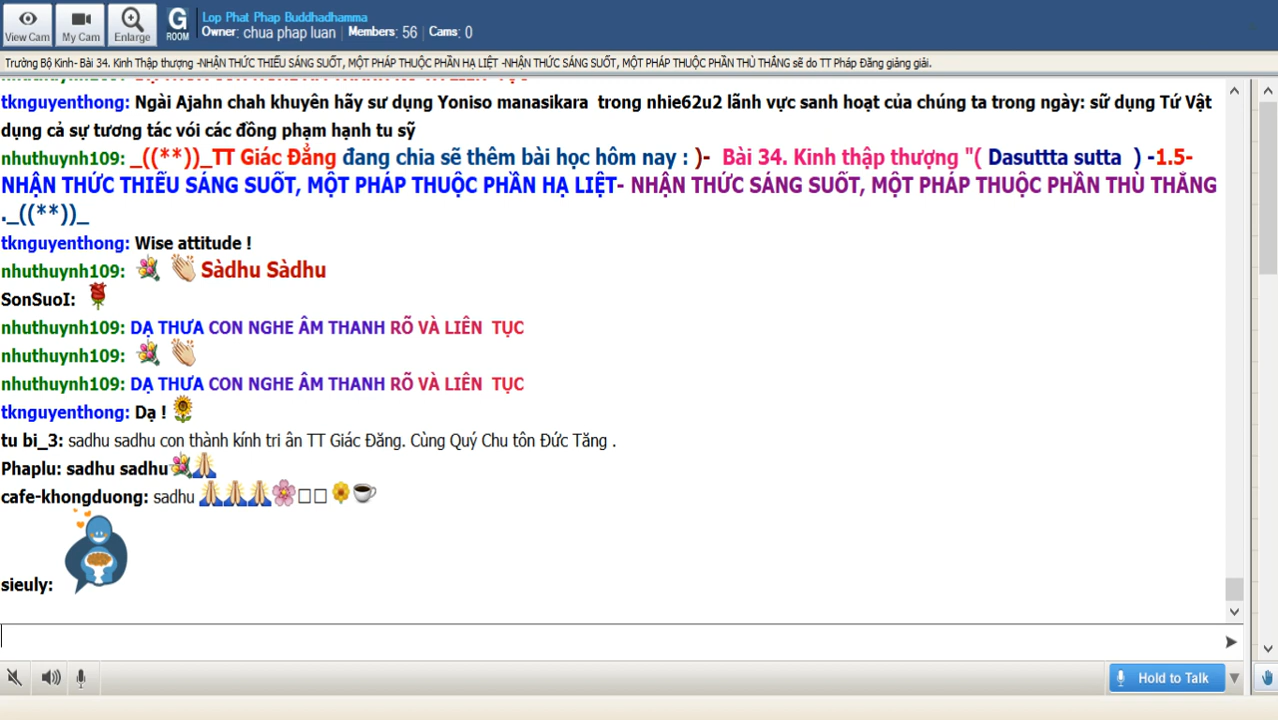 View Cam
My Cam
Enlarge
G
ROOM
Lop Phat Phap Buddhadhamma
Owner: chua phap luan | Members: 56 | Cams: 0
Trường Bộ Kinh- Bài 34. Kinh Thập thượng -NHẬN THỨC THIẾU SÁNG SUỐT, MỘT PHÁP THUỘC PHẦN HẠ LIỆT -NHẬN THỨC SÁNG SUỐT, MỘT PHÁP THUỘC PHẦN THÙ THẮNG sẽ do TT Pháp Đăng giảng giải.
tknguyenthong: Ngài Ajahn chah khuyên hãy sư dụng Yoniso manasikara trong nhie62u2 lãnh vực sanh hoạt của chúng ta trong ngày: sữ dụng Tứ Vật
dụng cả sự tương tác vói các đồng phạm hạnh tu sỹ
nhuthuynh109: _((**))_TT Giác Đẳng đang chia sẽ thêm bài học hôm nay : )- Bài 34. Kinh thập thượng "( Dasuttta sutta ) -1.5-
NHẬN THỨC THIẾU SÁNG SUỐT, MỘT PHÁP THUỘC PHẦN HẠ LIỆT- NHẬN THỨC SÁNG SUỐT, MỘT PHÁP THUỘC PHẦN THÙ THẮNG
._((**))_
tknguyenthong: Wise attitude !
nhuthuynh109: Sàdhu Sàdhu
SonSuoI:
nhuthuynh109: DẠ THƯA CON NGHE ÂM THANH RÕ VÀ LIÊN TỤC
nhuthuynh109:
nhuthuynh109: DẠ THƯA CON NGHE ÂM THANH RÕ VÀ LIÊN TỤC
tknguyenthong: Dạ !
tu bi_3: sadhu sadhu con thành kính tri ân TT Giác Đăng. Cùng Quý Chu tôn Đức Tăng .
Phaplu: sadhu sadhu
cafe-khongduong: sadhu
sieuly:
Hold to Talk